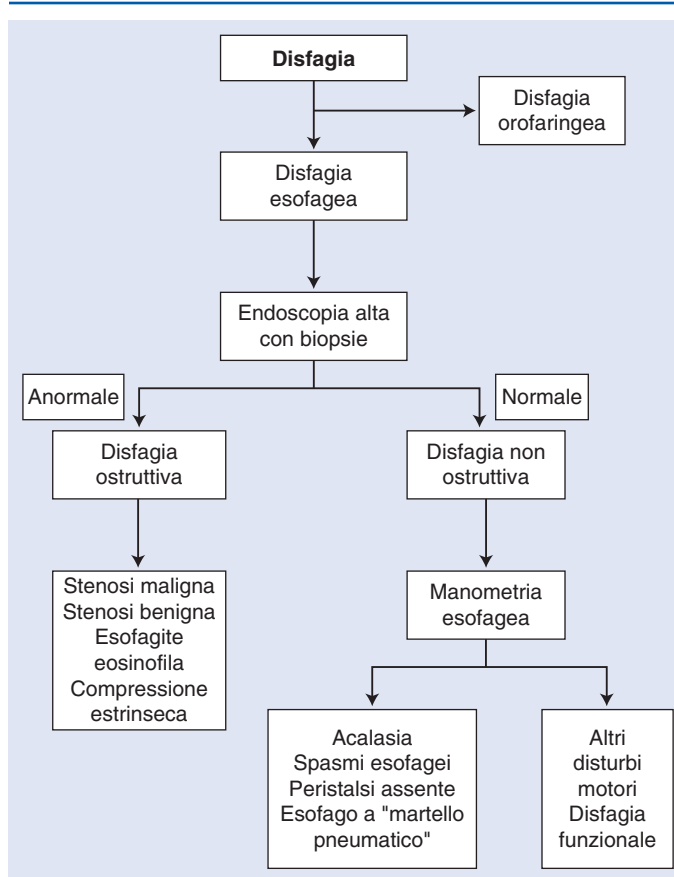 Disfagia
Disfagia
orofaringea
Disfagia
esofagea
Endoscopia alta
con biopsie
Anormale
Normale
Disfagia
ostruttiva
Disfagia non
ostruttiva
Stenosi maligna
Stenosi benigna
Esofagite
eosinofila
Compressione
estrinseca
Manometria
esofagea
Acalasia
Spasmi esofagei
Peristalsi assente
Esofago a "martello
pneumatico"
Altri
disturbi
motori
Disfagia
funzionale